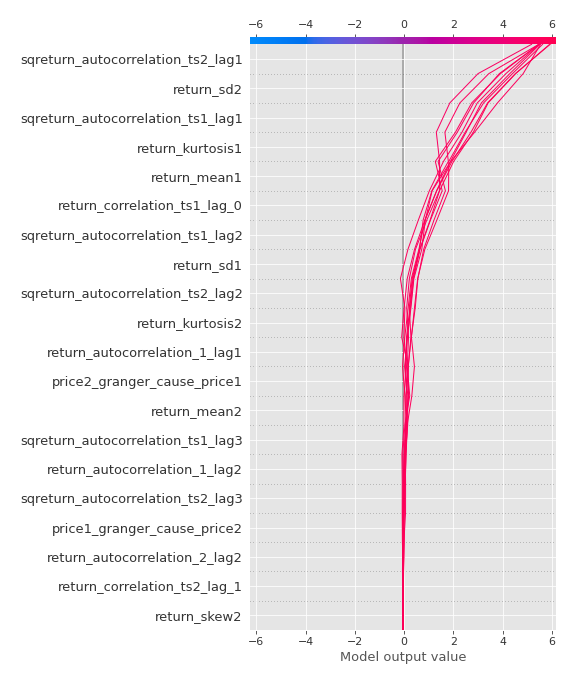 −6 −4 −2 0 2 4 6
sqreturn_autocorrelation_ts2_lag1
return_sd2
sqreturn_autocorrelation_ts1_lag1
return_kurtosis1
return_mean1
return_correlation_ts1_lag_0
sqreturn_autocorrelation_ts1_lag2
return_sd1
sqreturn_autocorrelation_ts2_lag2
return_kurtosis2
return_autocorrelation_1_lag1
price2_granger_cause_price1
return_mean2
sqreturn_autocorrelation_ts1_lag3
return_autocorrelation_1_lag2
sqreturn_autocorrelation_ts2_lag3
price1_granger_cause_price2
return_autocorrelation_2_lag2
return_correlation_ts2_lag_1
return_skew2
−6 −4 −2 0 2 4 6
Model output value